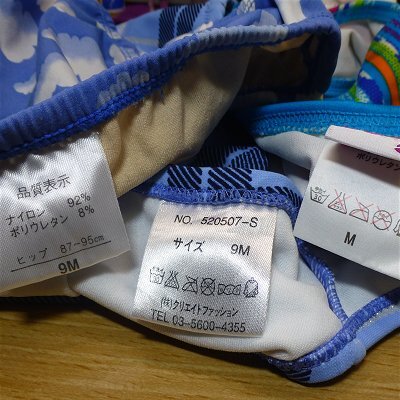 品質表示
ナイロン 92%
ポリウレタン 8%
ヒップ 87~95cm
9M
NO. 520507-S
サイズ 9M
(株)クリエイトファッション
TEL 03-5600-4355
ポリウレタン
M